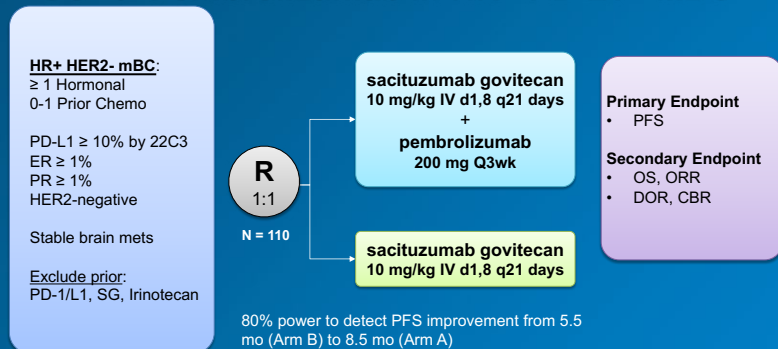 HR+ HER2- mBC:
≥ 1 Hormonal
0-1 Prior Chemo
PD-L1 ≥ 10% by 22C3
ER ≥ 1%
PR ≥ 1%
HER2-negative
Stable brain mets
Exclude prior:
PD-1/L1, SG, Irinotecan
R
1:1
N = 110
sacituzumab govitecan
10 mg/kg IV d1,8 q21 days
+
pembrolizumab
200 mg Q3wk
sacituzumab govitecan
10 mg/kg IV d1,8 q21 days
Primary Endpoint
• PFS
Secondary Endpoint
• OS, ORR
• DOR, CBR
80% power to detect PFS improvement from 5.5
mo (Arm B) to 8.5 mo (Arm A)